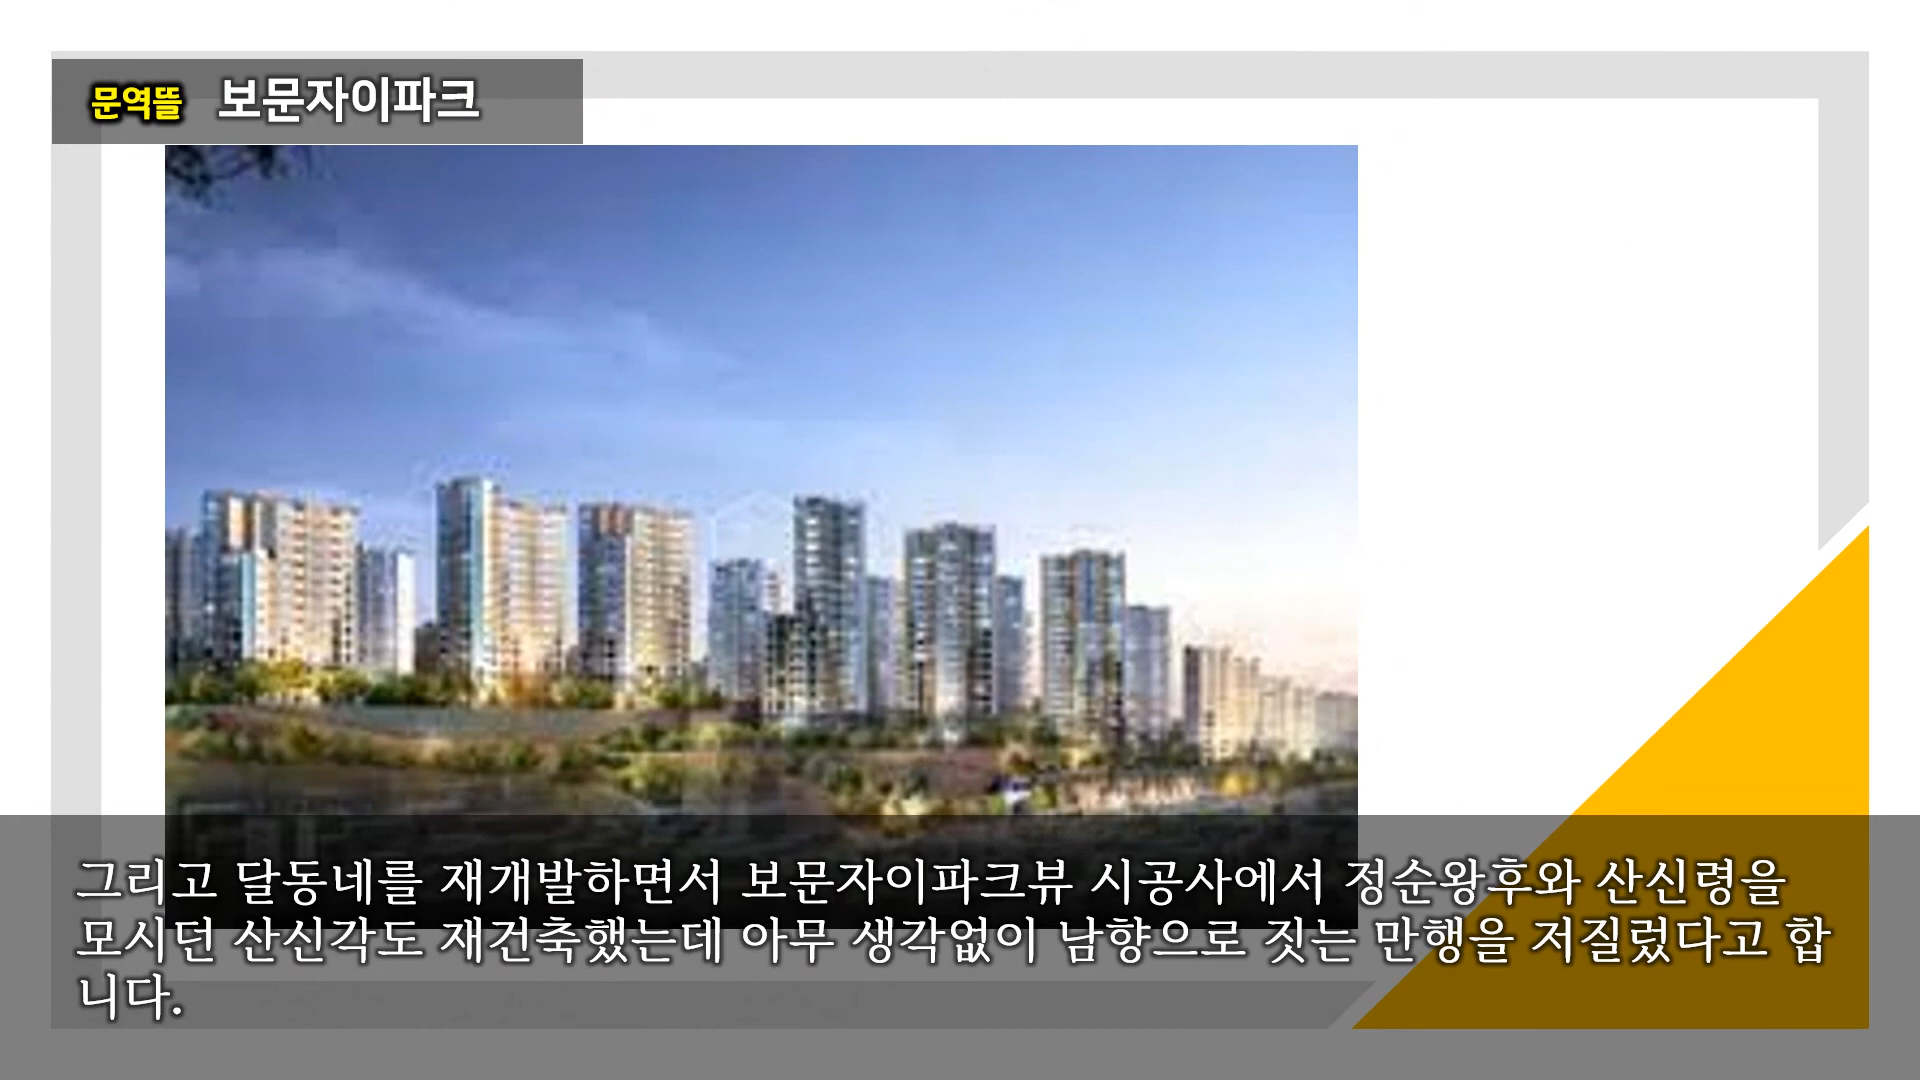 문역뜰 보문자이파크
그리고 달동네를 재개발하면서 보문자이파크뷰 시공사에서 정순왕후와 산신령을
모시던 산신각도 재건축했는데 아무 생각없이 남향으로 짓는 만행을 저질렀다고 합
니다.